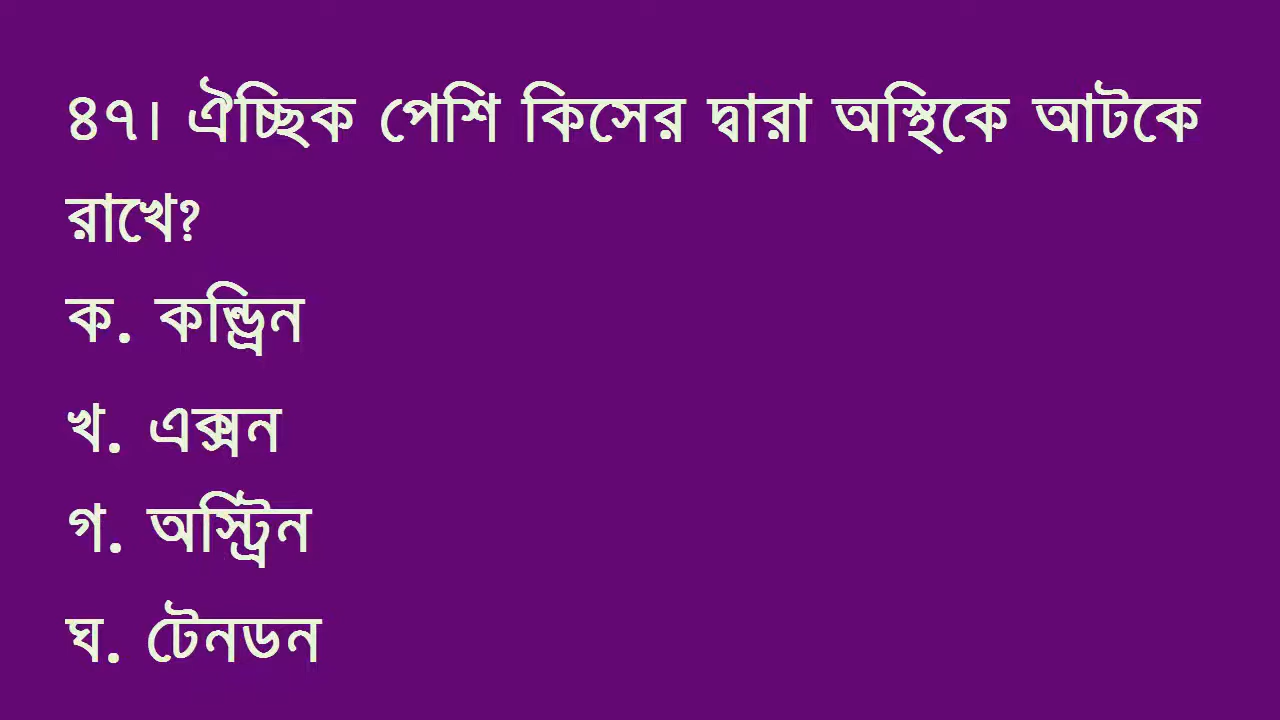 ৪৭। ঐচ্ছিক পেশি কিসের দ্বারা অস্থিকে আটকে
রাখে?
ক. কন্ড্রিন
খ. এক্সন
গ. অস্ট্রিন
ঘ. টেনডন